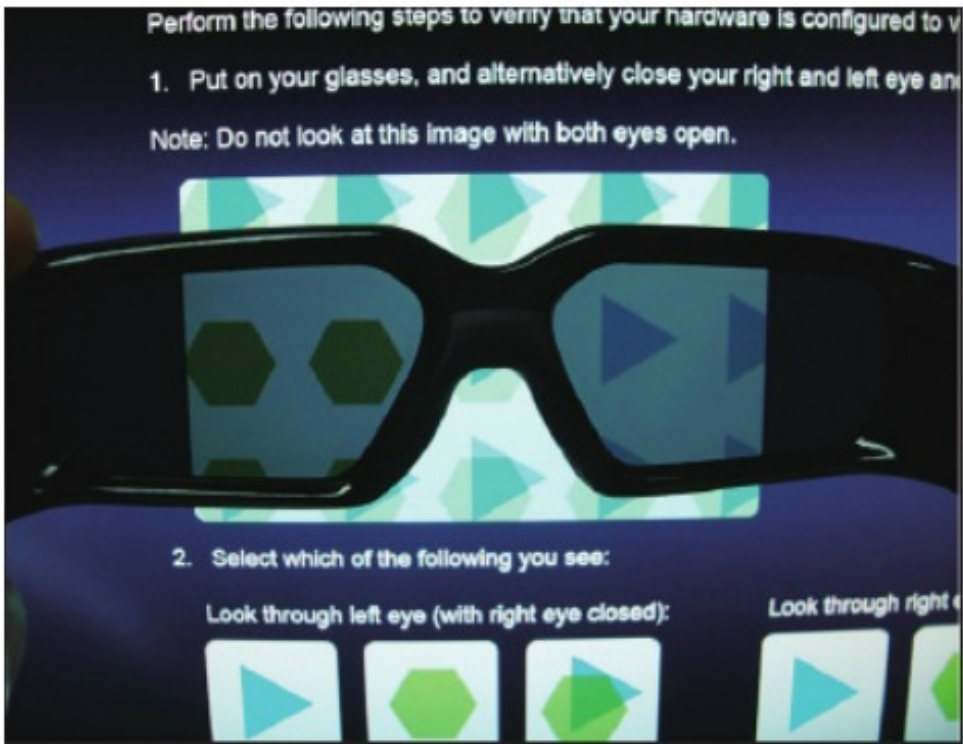 Perform the following steps to verify that your hardware is configured to
1. Put on your glasses, and alternatively close your right and left eye
Note: Do not look at this image with both eyes open.
2. Select which of the following you see:
Look through left eye (with right eye closed):
Look through right